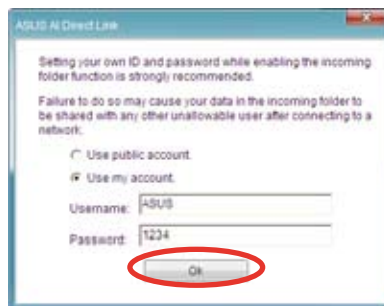 ASUS AI Direct Link
Setting your own ID and password while enabling the incoming
folder function is strongly recommended.
Failure to do so may cause your data in the incoming folder to
be shared with any other unallowable user after connecting to a
network.
Use public account.
Use my account.
Username: ASUS
Password: 1234
Ok